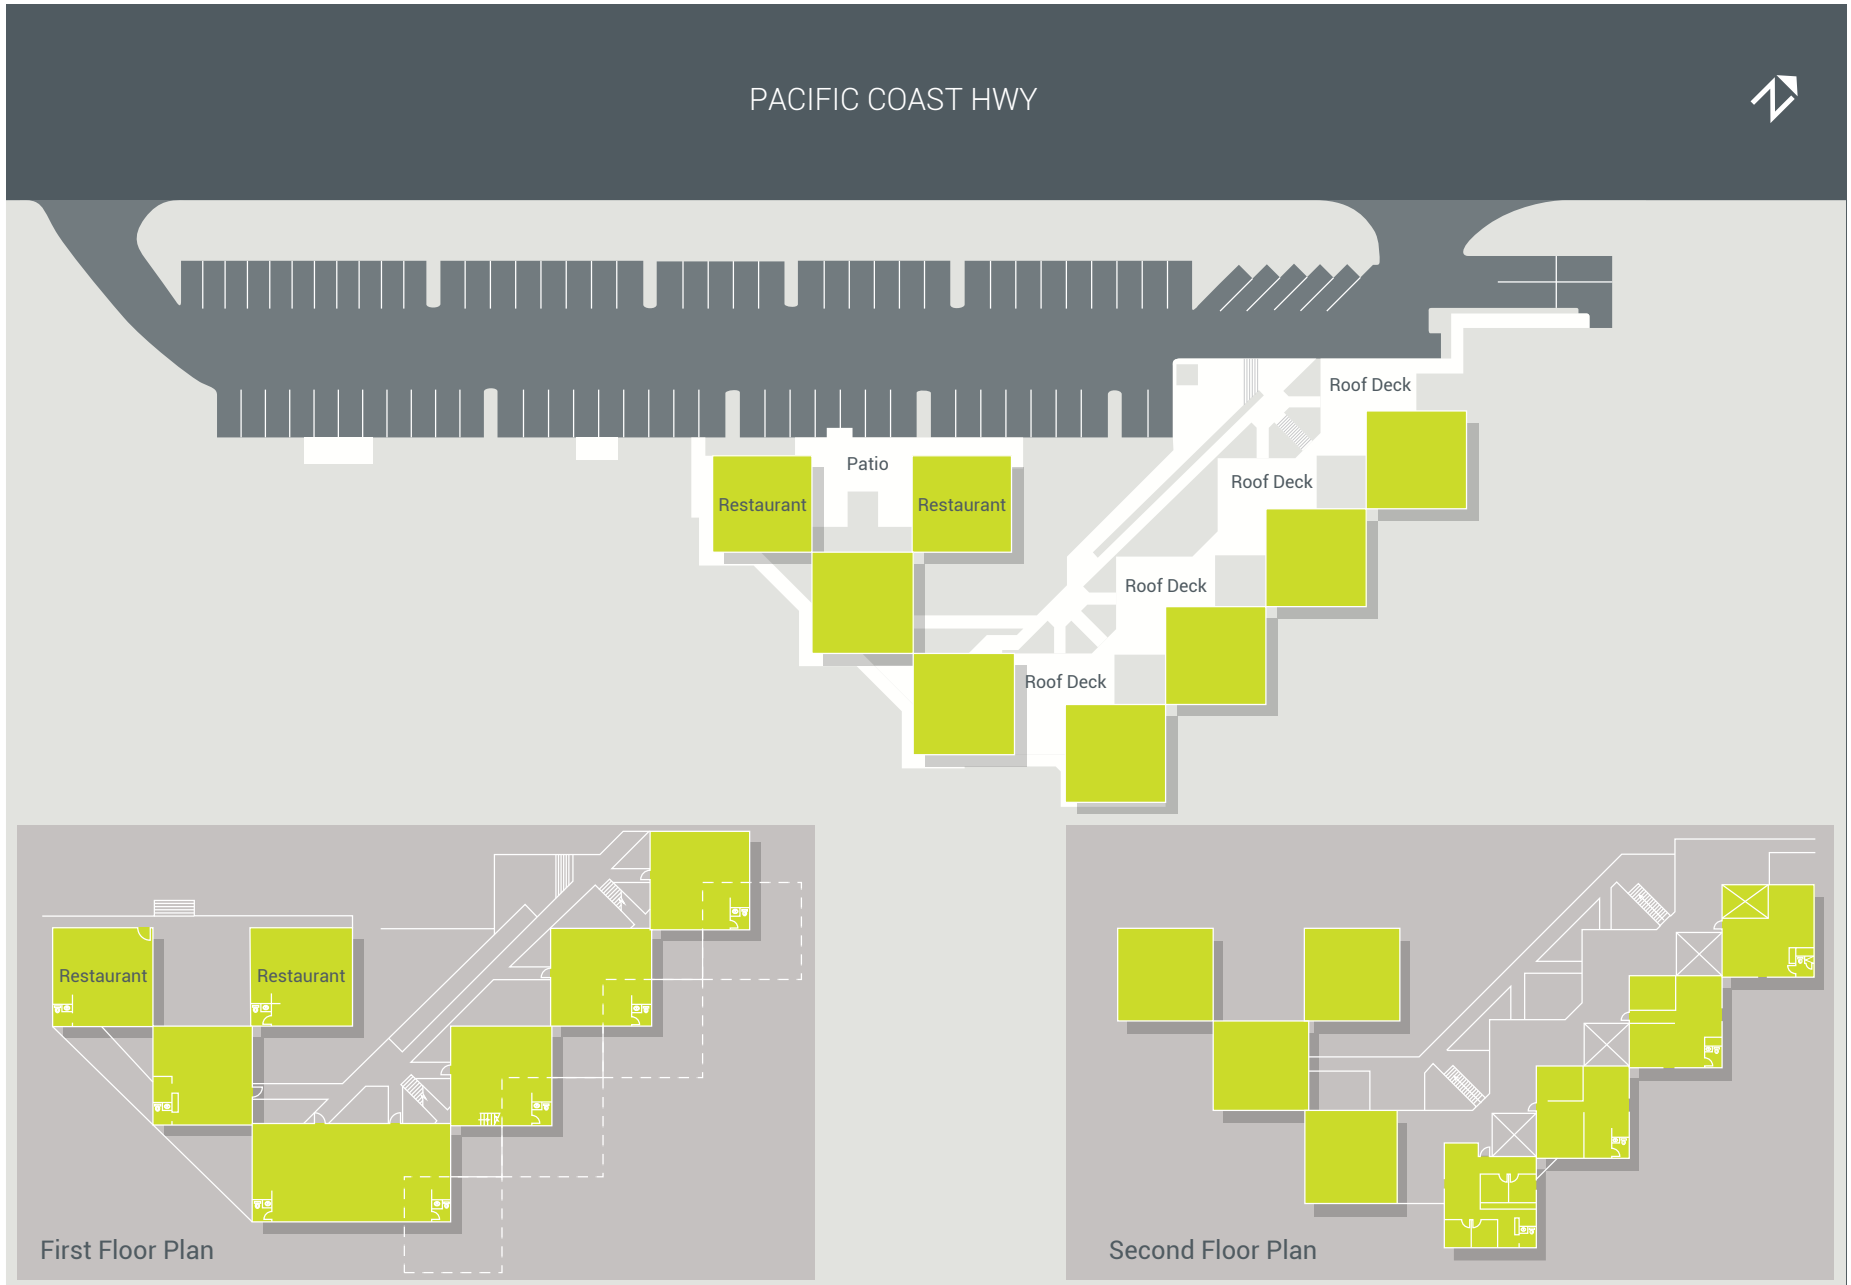 PACIFIC COAST HWY
Roof Deck
Patio
Roof Deck
Restaurant
Restaurant
Roof Deck
Roof Deck
Restaurant
Restaurant
First Floor Plan
Second Floor Plan